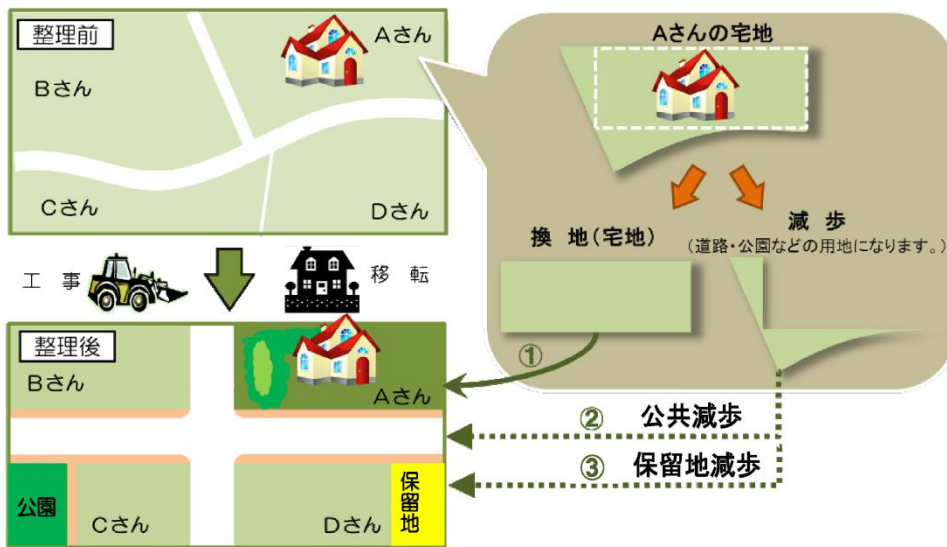 整理前
Aさん
Bさん
Cさん
Dさん
工 事
移 転
整理後
Bさん
Aさん
公園
Cさん
Dさん
保留地
Aさんの宅地
換 地(宅地)
減 歩
(道路・公園などの用地になります。)
①
② 公共減歩
③ 保留地減歩